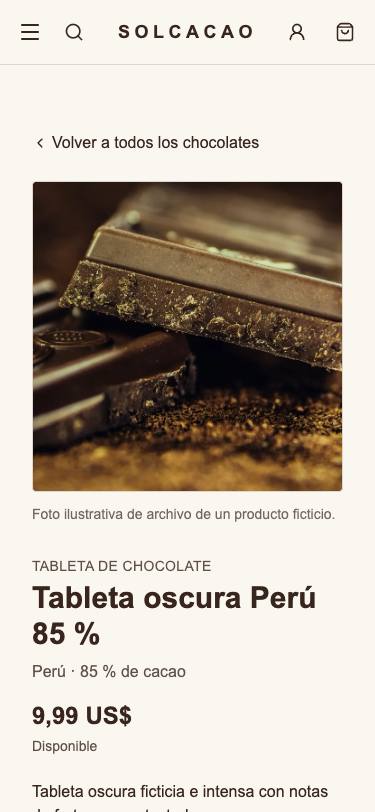 SOLCACAO
Volver a todos los chocolates
Foto ilustrativa de archivo de un producto ficticio.
TABLETA DE CHOCOLATE
Tableta oscura Perú
85 %
Perú · 85 % de cacao
9,99 US$
Disponible
Tableta oscura ficticia e intensa con notas